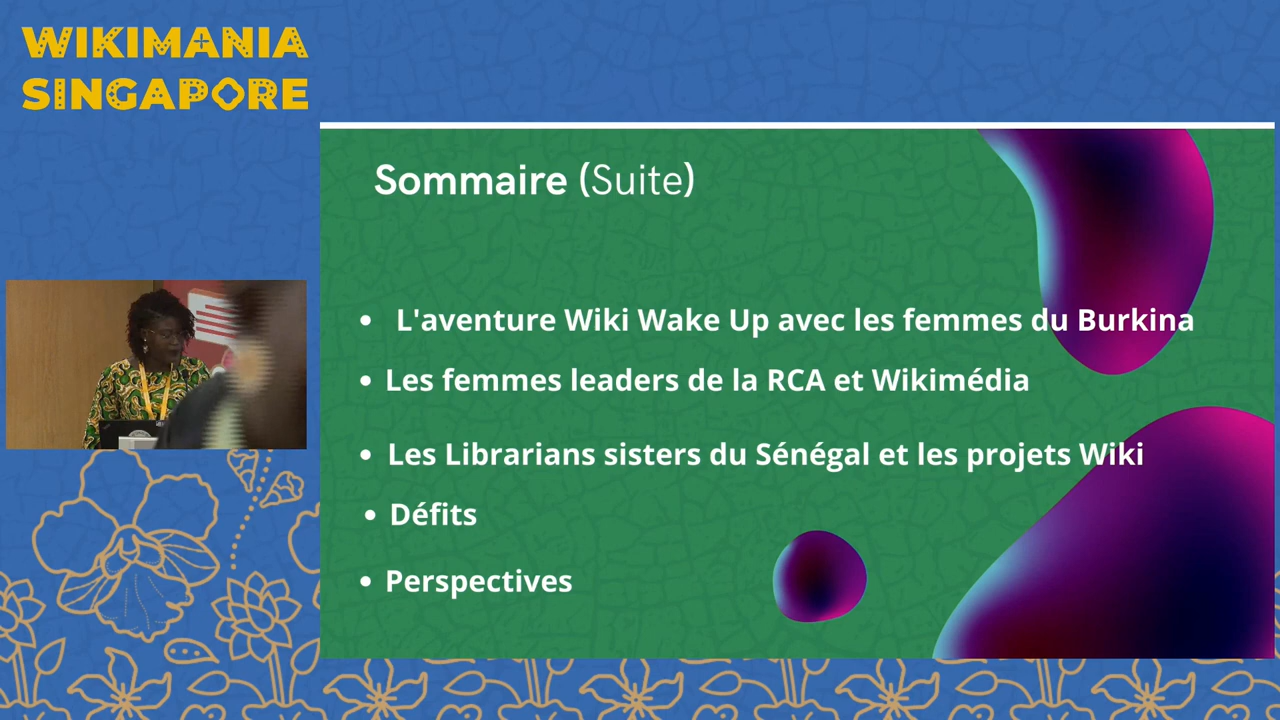 WIKIMANIA
SINGAPORE
Sommaire (Suite)
• L'aventure Wiki Wake Up avec les femmes du Burkina
• Les femmes leaders de la RCA et Wikimédia
• Les Librarians sisters du Sénégal et les projets Wiki
• Défits
• Perspectives